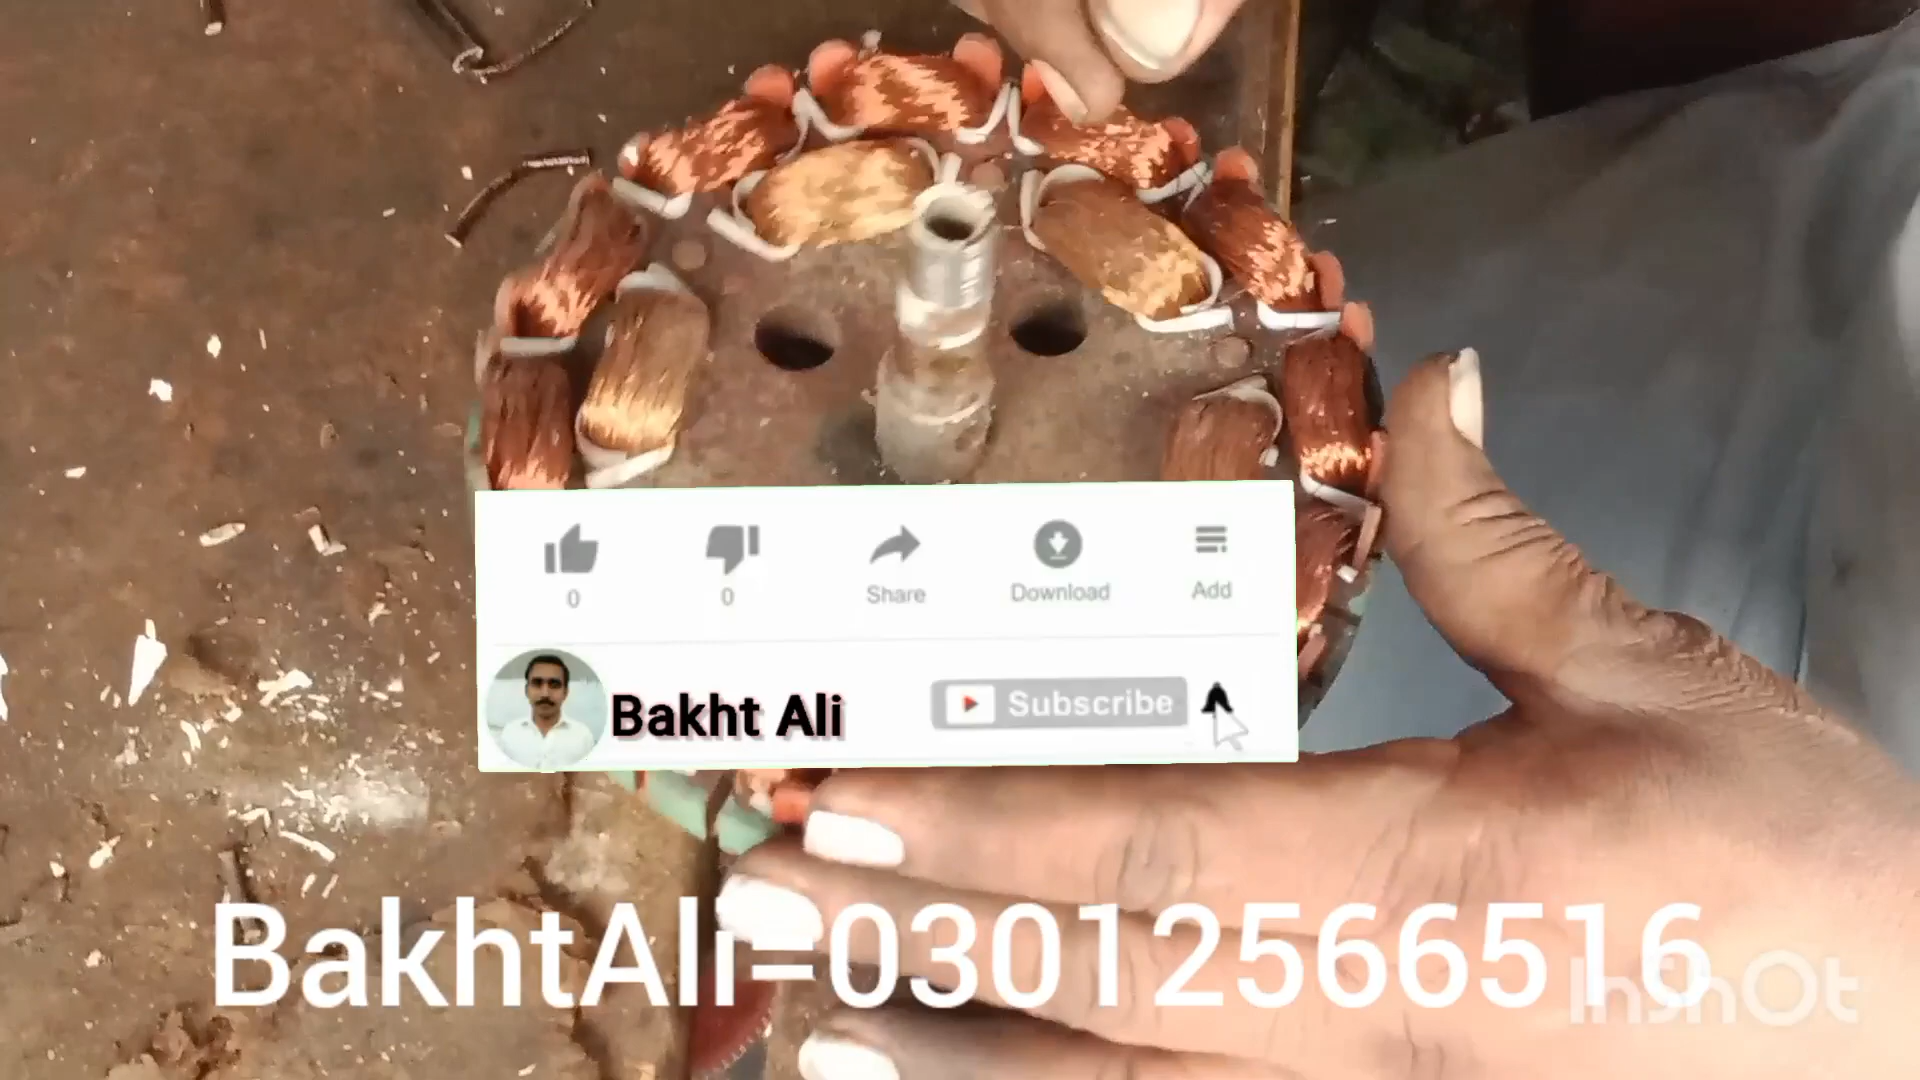 0 0 Share Download Add
Bakht Ali Subscribe
BakhtAli=03012566516
InShOt